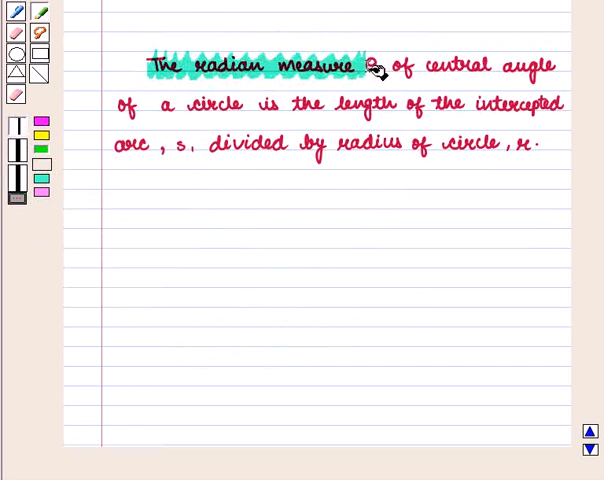 The radian measure of central angle
of a circle is the length of the intercepted
arc, s, divided by radius of circle, r.